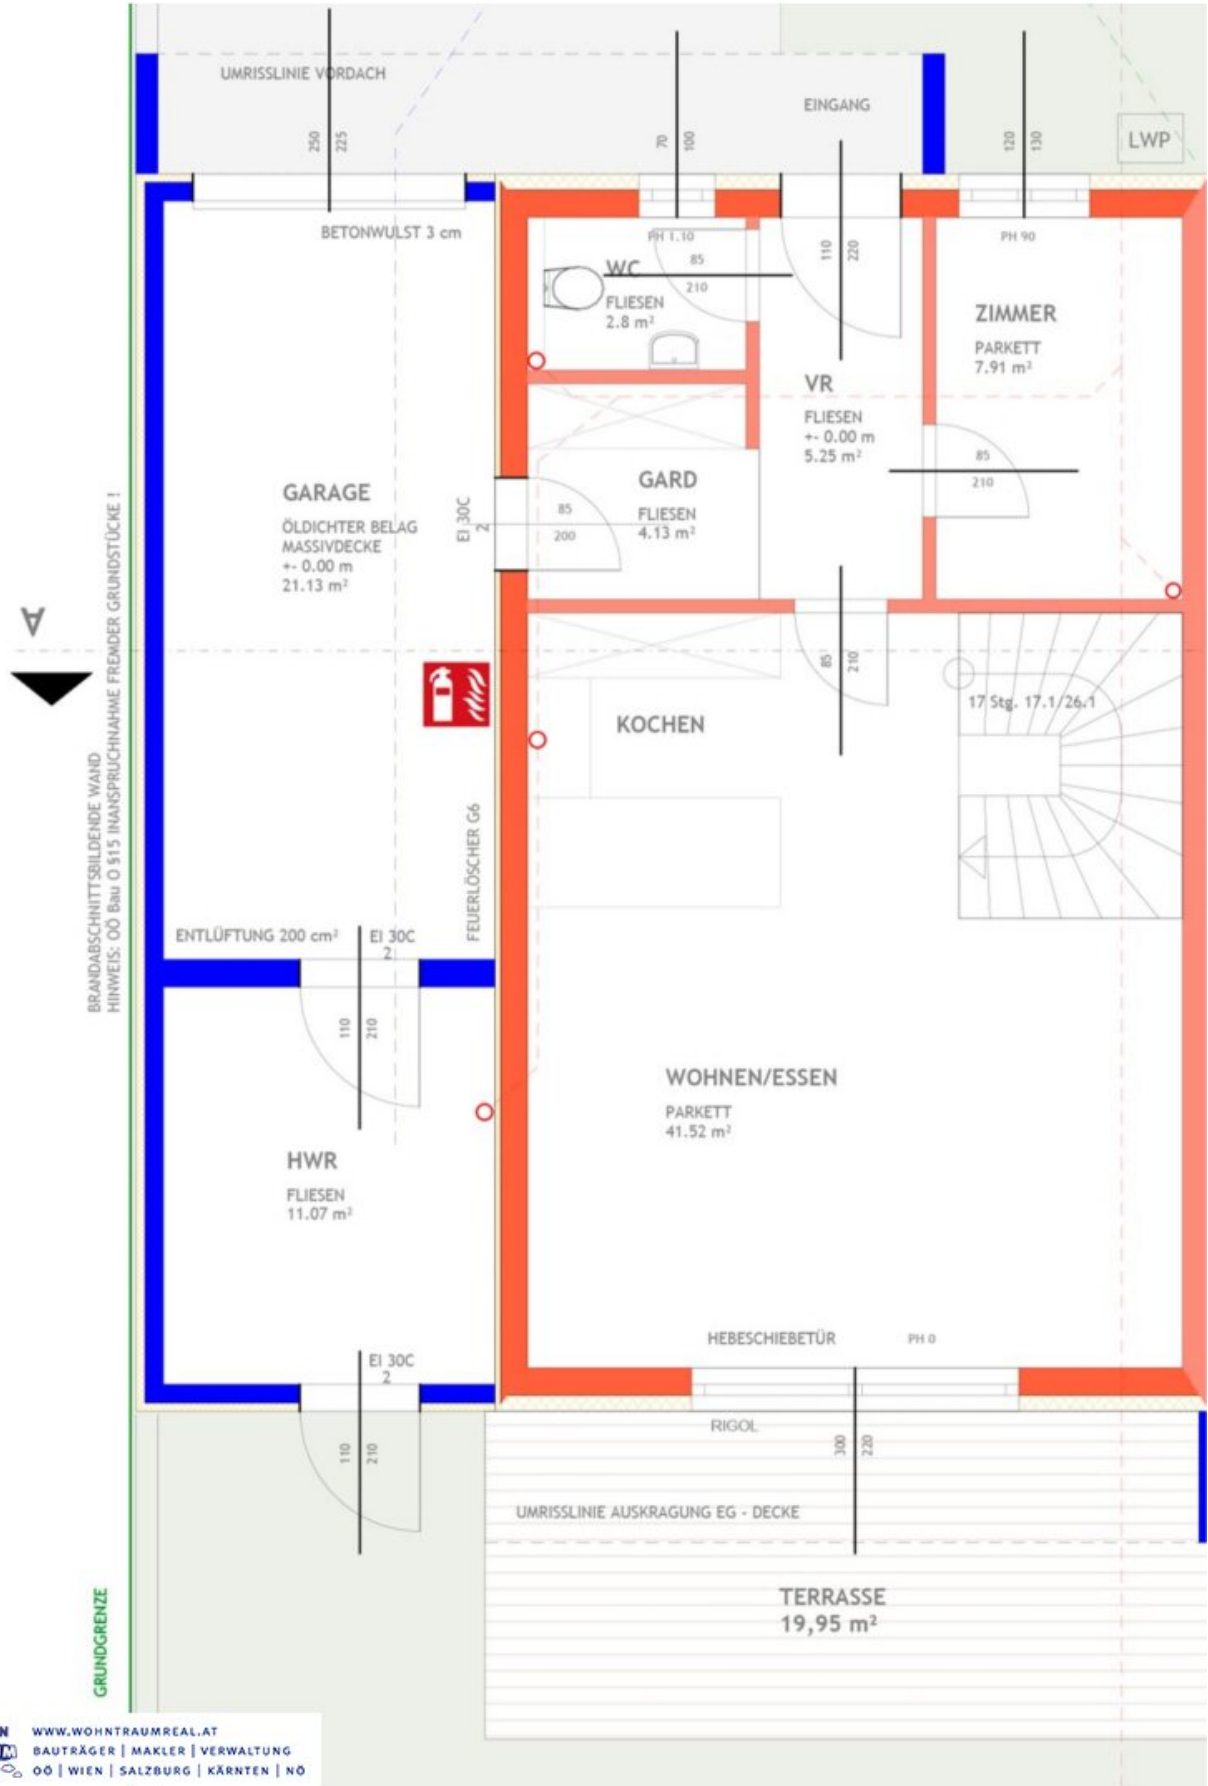 UMRISSLINIE VORDACH
250
225
70
100
EINGANG
120
130
LWP
BETONWULST 3 cm
PH 1.10
WC
FLIESEN
2.8 m²
85
210
110
220
PH 90
ZIMMER
PARKETT
7.91 m²
VR
FLIESEN
+- 0.00 m
5.25 m²
85
210
GARAGE
ÖLDICHTER BELAG
MASSIVDECKE
+- 0.00 m
21.13 m²
EI 30C
2
85
200
GARD
FLIESEN
4.13 m²
A
BRANDABSCHNITTSBILDENDE WAND
HINWEIS: OÖ Bau O §15 INANSPRUCHNAHME FREMDER GRUNDSTÜCKE !
KOCHEN
85
210
17 Stg. 17.1/26.1
FEUERLÖSCHER G6
ENTLÜFTUNG 200 cm²
EI 30C
2
110
210
WOHNEN/ESSEN
PARKETT
41.52 m²
HWR
FLIESEN
11.07 m²
HEBESCHIEBETÜR
PH 0
EI 30C
2
110
210
RIGOL
300
220
UMRISSLINIE AUSKRAGUNG EG - DECKE
TERRASSE
19,95 m²
GRUNDGRENZE
N
M
WWW.WOHNTRAUMREAL.AT
BAUTRÄGER | MAKLER | VERWALTUNG
OÖ | WIEN | SALZBURG | KÄRNTEN | NÖ